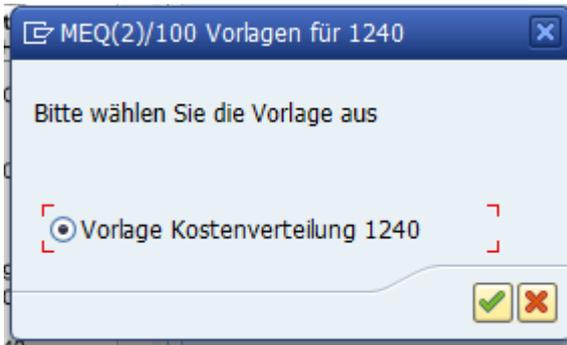 MEQ(2)/100 Vorlagen für 1240
Bitte wählen Sie die Vorlage aus
Vorlage Kostenverteilung 1240